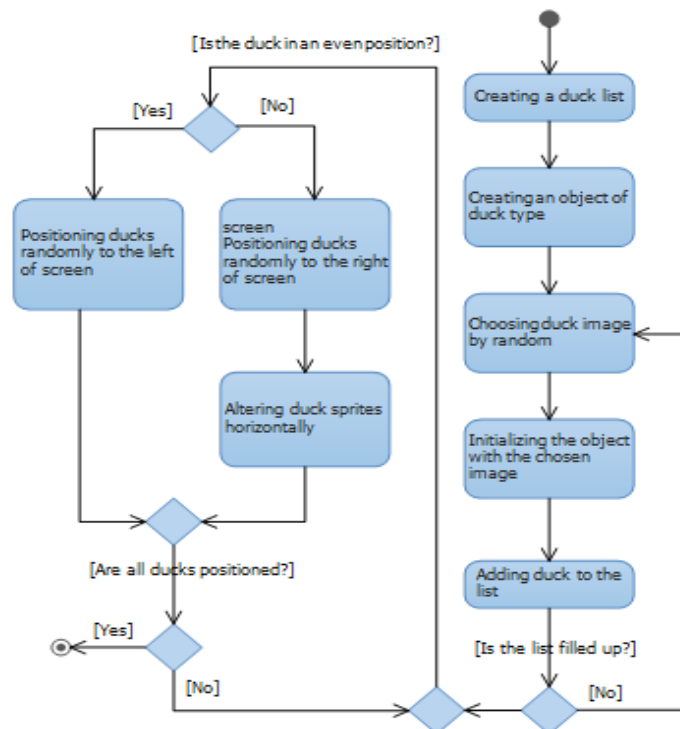 [Is the duck in an even position?]
[Yes]
[No]
Positioning ducks
randomly to the left
of screen
screen
Positioning ducks
randomly to the right
of screen
Altering duck sprites
horizontally
[Are all ducks positioned?]
[Yes]
[No]
Creating a duck list
Creating an object of
duck type
Choosing duck image
by random
Initializing the object
with the chosen
image
Adding duck to the
list
[Is the list filled up?]
[No]